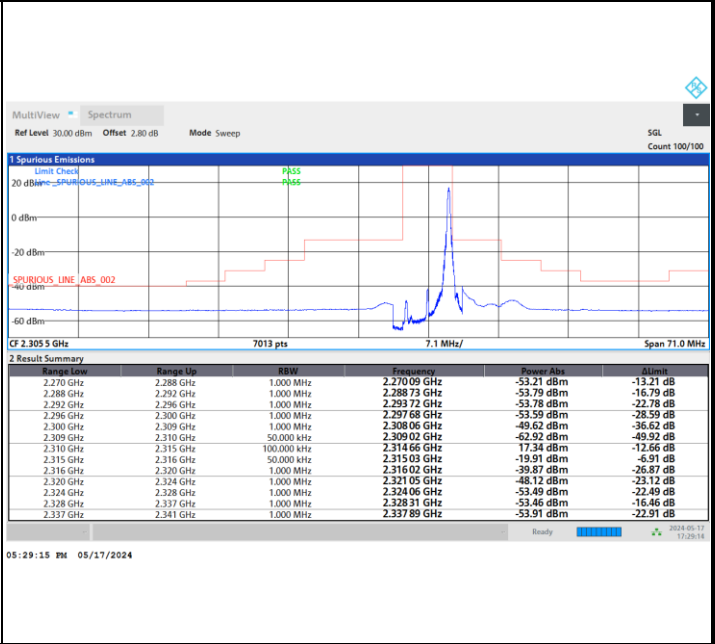 MultiView Spectrum
Ref Level 30.00 dBm Offset 2.80 dB Mode Sweep SGL
Count 100/100
1 Spurious Emissions
Limit Check PASS
20 dBm Line _SPURIOUS_LINE_ABS_002 PASS
0 dBm
-20 dBm
SPURIOUS_LINE_ABS_002
-40 dBm
-60 dBm
CF 2.305 5 GHz 7013 pts 7.1 MHz/ Span 71.0 MHz
2 Result Summary
Range Low Range Up RBW Frequency Power Abs ΔLimit
2.270 GHz 2.288 GHz 1.000 MHz 2.270 09 GHz -53.21 dBm -13.21 dB
2.288 GHz 2.292 GHz 1.000 MHz 2.288 73 GHz -53.79 dBm -16.79 dB
2.292 GHz 2.296 GHz 1.000 MHz 2.293 72 GHz -53.78 dBm -22.78 dB
2.296 GHz 2.300 GHz 1.000 MHz 2.297 68 GHz -53.59 dBm -28.59 dB
2.300 GHz 2.309 GHz 1.000 MHz 2.308 06 GHz -49.62 dBm -36.62 dB
2.309 GHz 2.310 GHz 50.000 kHz 2.309 02 GHz -62.92 dBm -49.92 dB
2.310 GHz 2.315 GHz 100.000 kHz 2.314 66 GHz 17.34 dBm -12.66 dB
2.315 GHz 2.316 GHz 50.000 kHz 2.315 03 GHz -19.91 dBm -6.91 dB
2.316 GHz 2.320 GHz 1.000 MHz 2.316 02 GHz -39.87 dBm -26.87 dB
2.320 GHz 2.324 GHz 1.000 MHz 2.321 05 GHz -48.12 dBm -23.12 dB
2.324 GHz 2.328 GHz 1.000 MHz 2.324 06 GHz -53.49 dBm -22.49 dB
2.328 GHz 2.337 GHz 1.000 MHz 2.328 31 GHz -53.46 dBm -16.46 dB
2.337 GHz 2.341 GHz 1.000 MHz 2.337 89 GHz -53.91 dBm -22.91 dB
Ready 2024-05-17
17:29:14
05:29:15 PM 05/17/2024